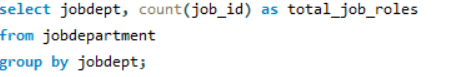 select jobdept, count(job_id) as total_job_roles
from jobdepartment
group by jobdept;